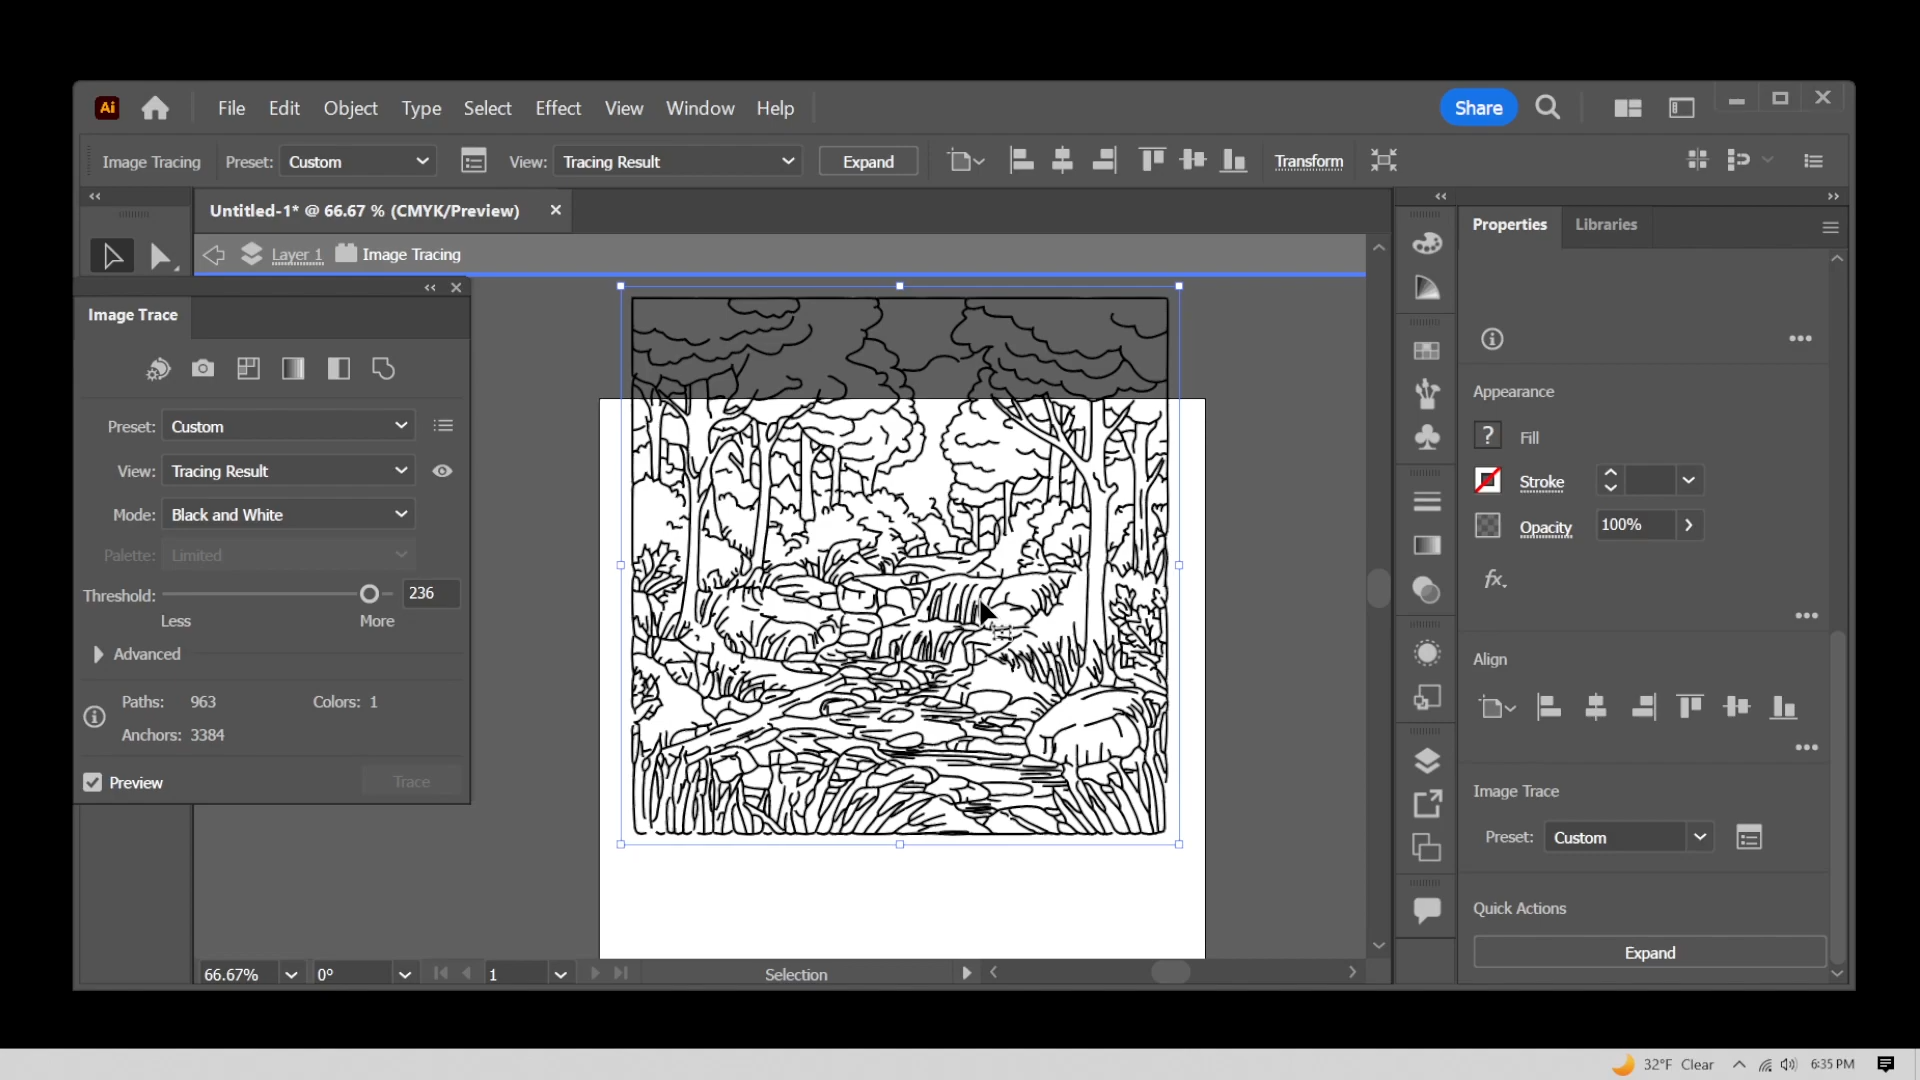 Ai File Edit Object Type Select Effect View Window Help Share
Image Tracing Preset: Custom View: Tracing Result Expand Transform
Untitled-1* @ 66.67 % (CMYK/Preview)
Layer 1 Image Tracing
Image Trace
Preset: Custom
View: Tracing Result
Mode: Black and White
Palette: Limited
Threshold: 236
Less More
Advanced
Paths: 963 Colors: 1
Anchors: 3384
Preview Trace
66.67% 0° 1 Selection
Properties Libraries
Appearance
? Fill
Stroke
Opacity 100%
fx.
Align
Image Trace
Preset: Custom
Quick Actions
Expand
32°F Clear 6:35 PM